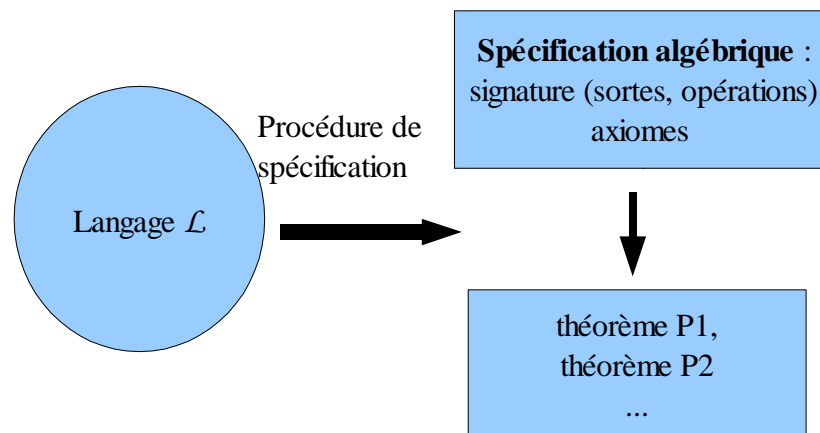 Spécification algébrique :
signature (sortes, opérations)
axiomes
Procédure de
spécification
Langage ℒ
théorème P1,
théorème P2
...